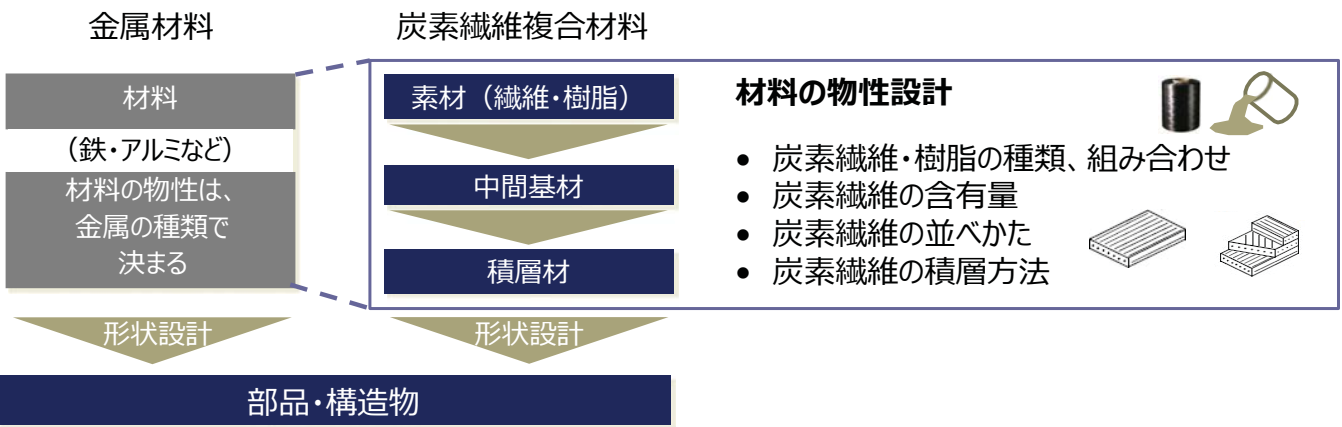 金属材料
炭素繊維複合材料
材料
(鉄・アルミなど)
材料の物性は、
金属の種類で
決まる
形状設計
素材(繊維・樹脂)
中間基材
積層材
形状設計
材料の物性設計
• 炭素繊維・樹脂の種類、組み合わせ
• 炭素繊維の含有量
• 炭素繊維の並べかた
• 炭素繊維の積層方法
部品・構造物